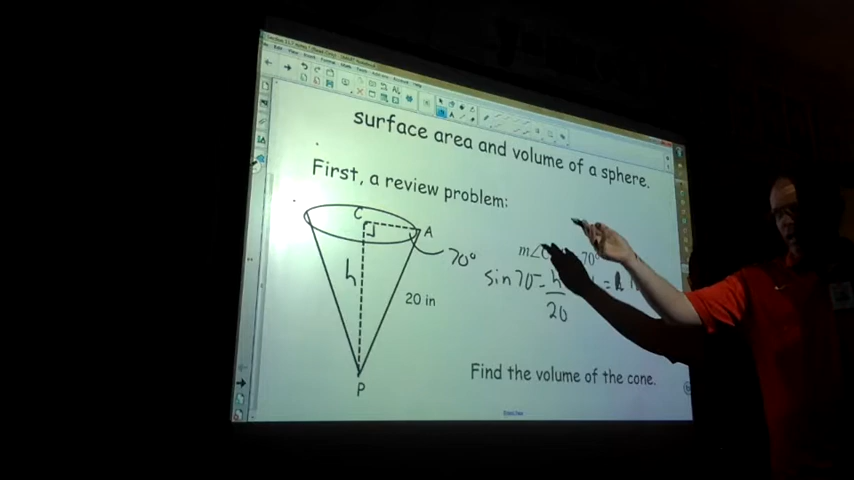 surface area and volume of a sphere.
First, a review problem:
C
A
70°
h
20 in
P
m∠C 70°
sin 70 = h =
20
Find the volume of the cone.